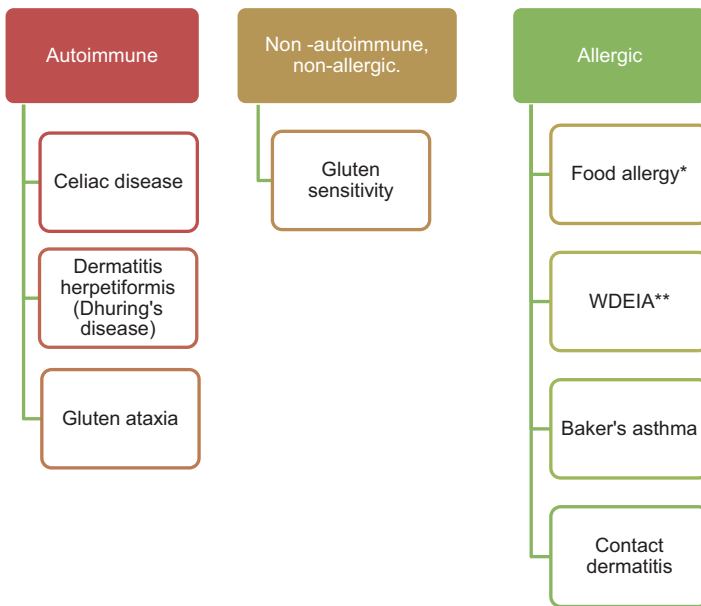 Autoimmune
Celiac disease
Dermatitis
herpetiformis
(Dhuring's
disease)
Gluten ataxia
Non -autoimmune,
non-allergic.
Gluten
sensitivity
Allergic
Food allergy*
WDEIA**
Baker's asthma
Contact
dermatitis